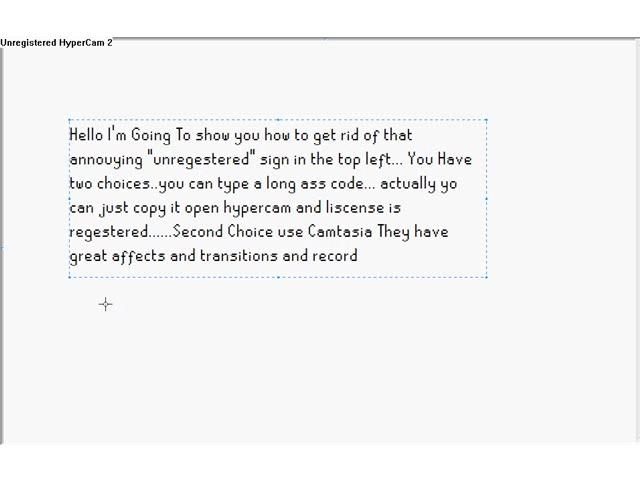 Unregistered HyperCam 2
Hello I'm Going To show you how to get rid of that
annouying "unregestered" sign in the top left... You Have
two choices..you can type a long ass code... actually yo
can just copy it open hypercam and liscense is
regestered......Second Choice use Camtasia They have
great affects and transitions and record